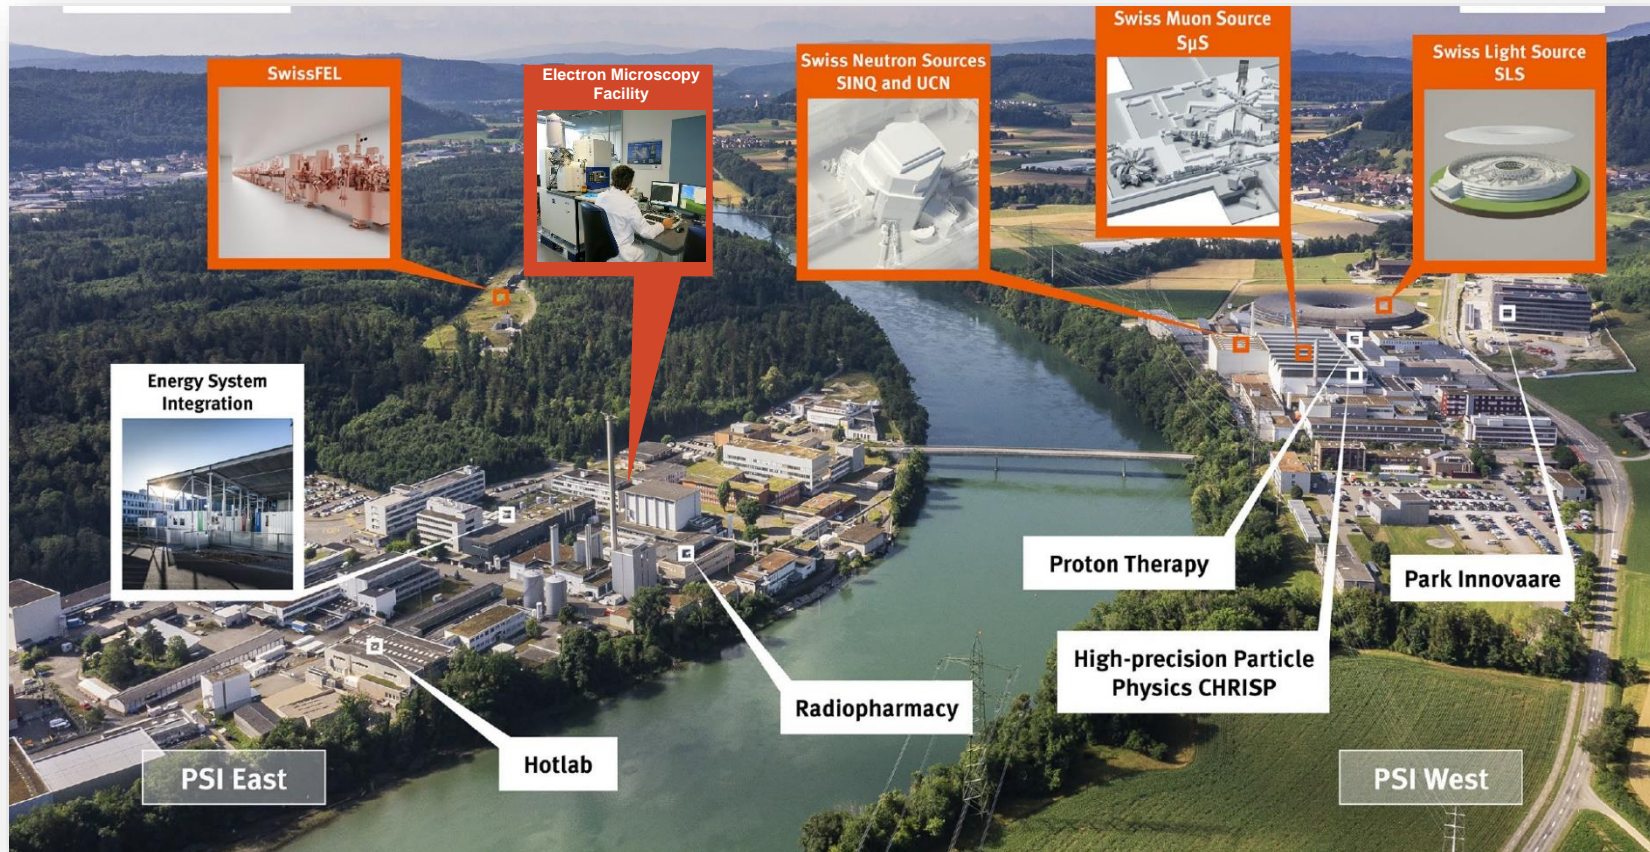 SwissFEL
Electron Microscopy
Facility
Swiss Neutron Sources
SINQ and UCN
Swiss Muon Source
SμS
Swiss Light Source
SLS
Energy System
Integration
Proton Therapy
Park Innovaare
High-precision Particle
Physics CHRISP
Radiopharmacy
Hotlab
PSI East
PSI West